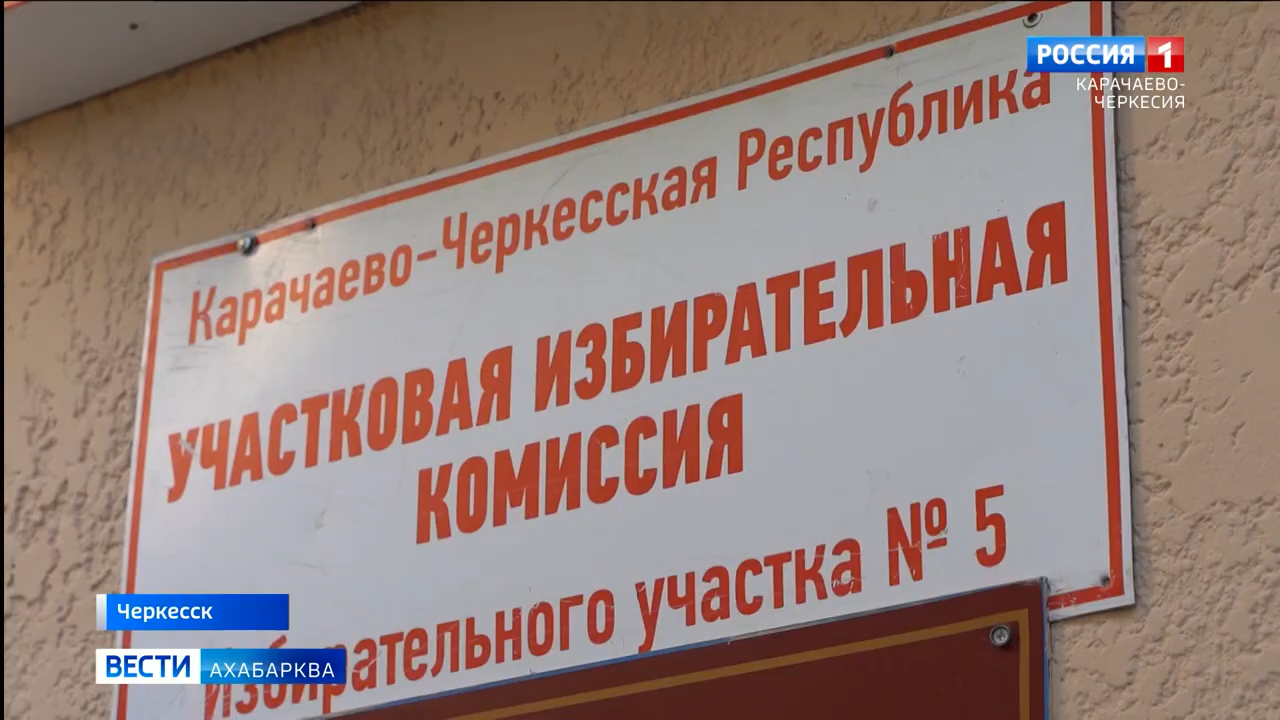 РОССИЯ 1
КАРАЧАЕВО-
ЧЕРКЕСИЯ
Карачаево-Черкесская Республика
УЧАСТКОВАЯ ИЗБИРАТЕЛЬНАЯ
КОМИССИЯ
избирательного участка № 5
Черкесск
ВЕСТИ АХАБАРКВА